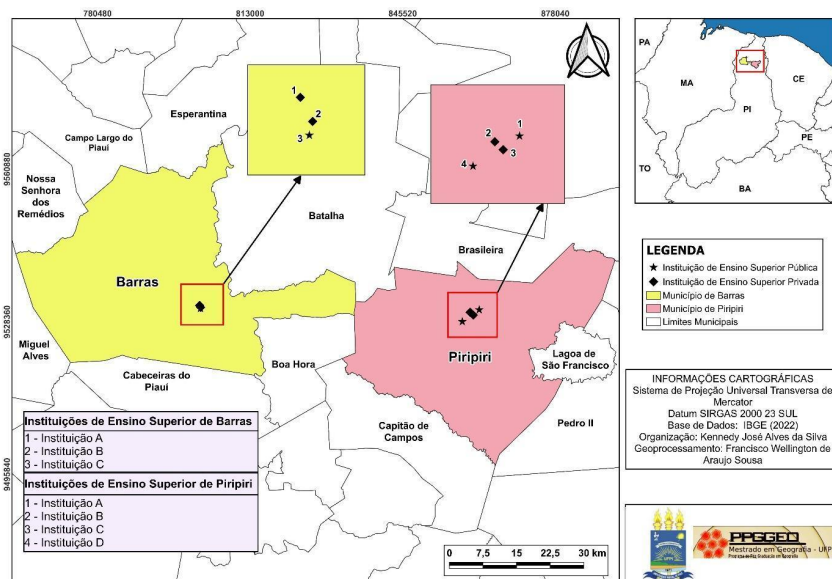 780480
813000
845520
878040
9560880
9528360
9495840
Esperantina
Campo Largo do
Piauí
Nossa
Senhora
dos
Remédios
Batalha
Brasileira
Barras
Piripiri
Miguel
Alves
Cabeceiras do
Piauí
Boa Hora
Lagoa de
São Francisco
Capitão de
Campos
Pedro II
1
2
3
1
2
3
4
Instituições de Ensino Superior de Barras
1 - Instituição A
2 - Instituição B
3 - Instituição C
Instituições de Ensino Superior de Piripiri
1 - Instituição A
2 - Instituição B
3 - Instituição C
4 - Instituição D
0 7,5 15 22,5 30 km
PA
MA
CE
PI
PE
TO
BA
LEGENDA
Instituição de Ensino Superior Pública
Instituição de Ensino Superior Privada
Município de Barras
Município de Piripiri
Limites Municipais
INFORMAÇÕES CARTOGRÁFICAS
Sistema de Projeção Universal Transversa de
Mercator
Datum SIRGAS 2000 23 SUL
Base de Dados: IBGE (2022)
Organização: Kennedy José Alves da Silva
Geoprocessamento: Francisco Wellington de
Araujo Sousa
PPGGEO
Mestrado em Geografia - UFPI